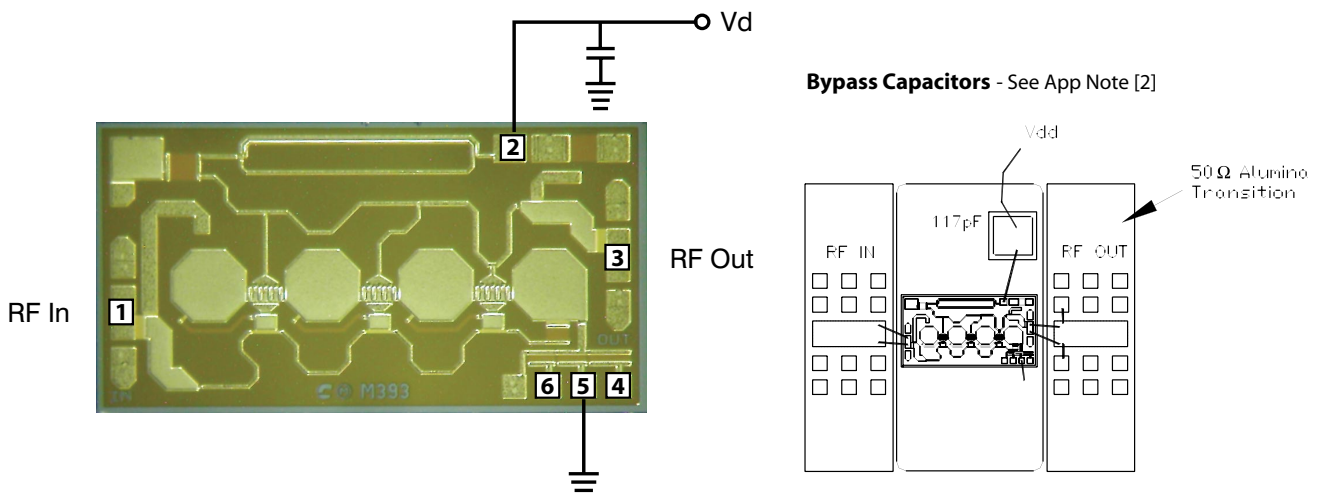 Vd
Bypass Capacitors - See App Note [2]
Vdd
50 Ω Alumina
Transition
117pF
2
RF Out
3
RF IN
RF OUT
RF In
1
OUT
6 5 4
M393
IN